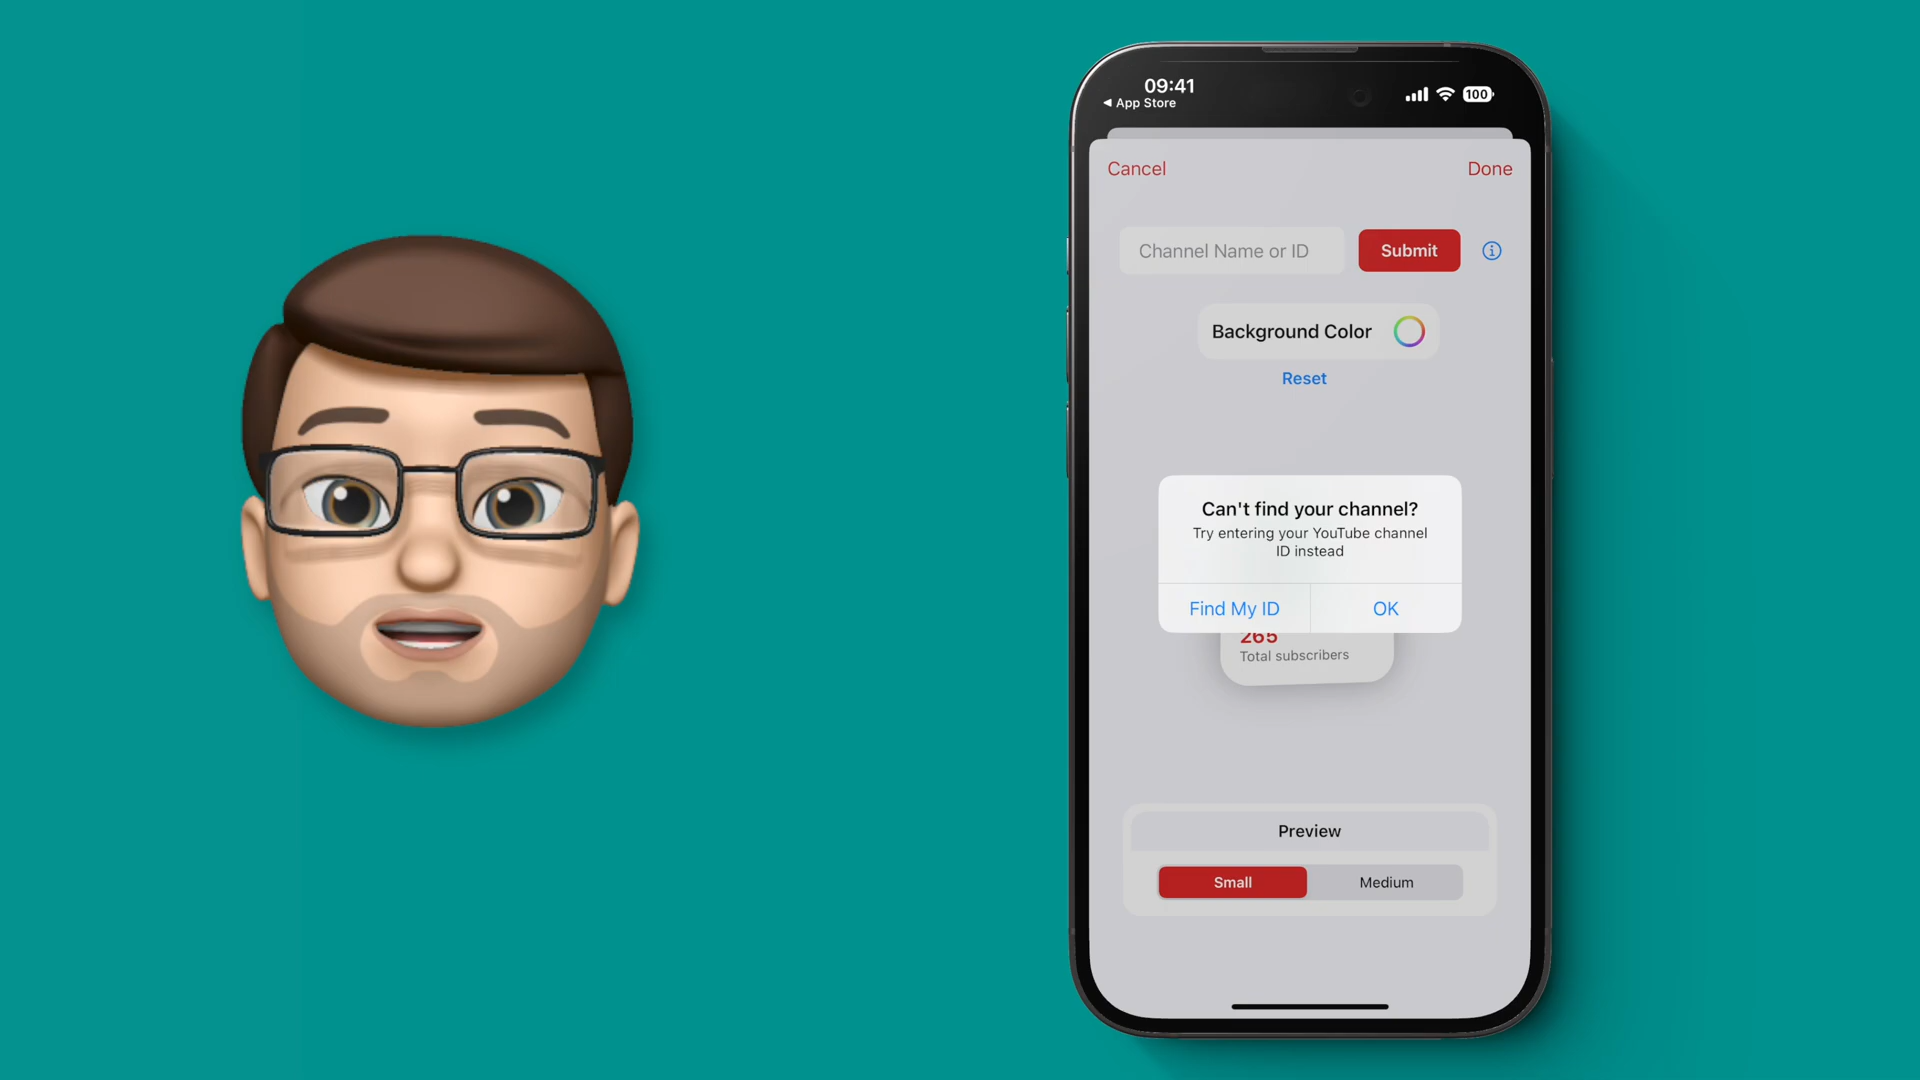 09:41
◀ App Store
100
Cancel
Done
Channel Name or ID
Submit
Background Color
Reset
Can't find your channel?
Try entering your YouTube channel
ID instead
Find My ID
OK
265
Total subscribers
Preview
Small
Medium